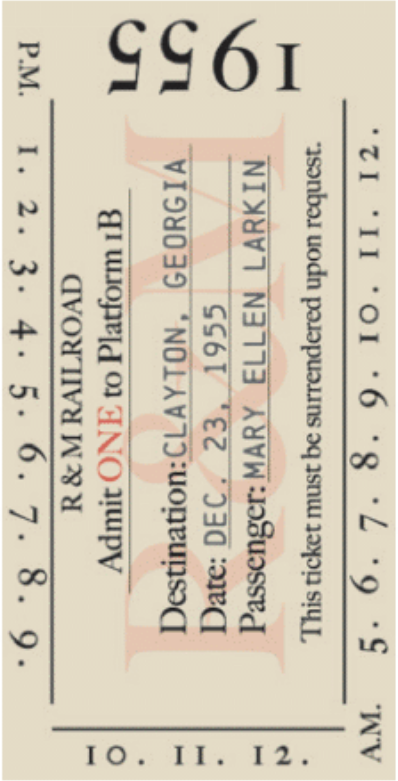 1955
P.M. 1. 2. 3. 4. 5. 6. 7. 8. 9.
10. 11. 12.
R & M RAILROAD
Admit ONE to Platform 1B
Destination: CLAYTON, GEORGIA
Date: DEC. 23, 1955
Passenger: MARY ELLEN LARKIN
This ticket must be surrendered upon request.
A.M. 5. 6. 7. 8. 9. 10. 11. 12.
R&M